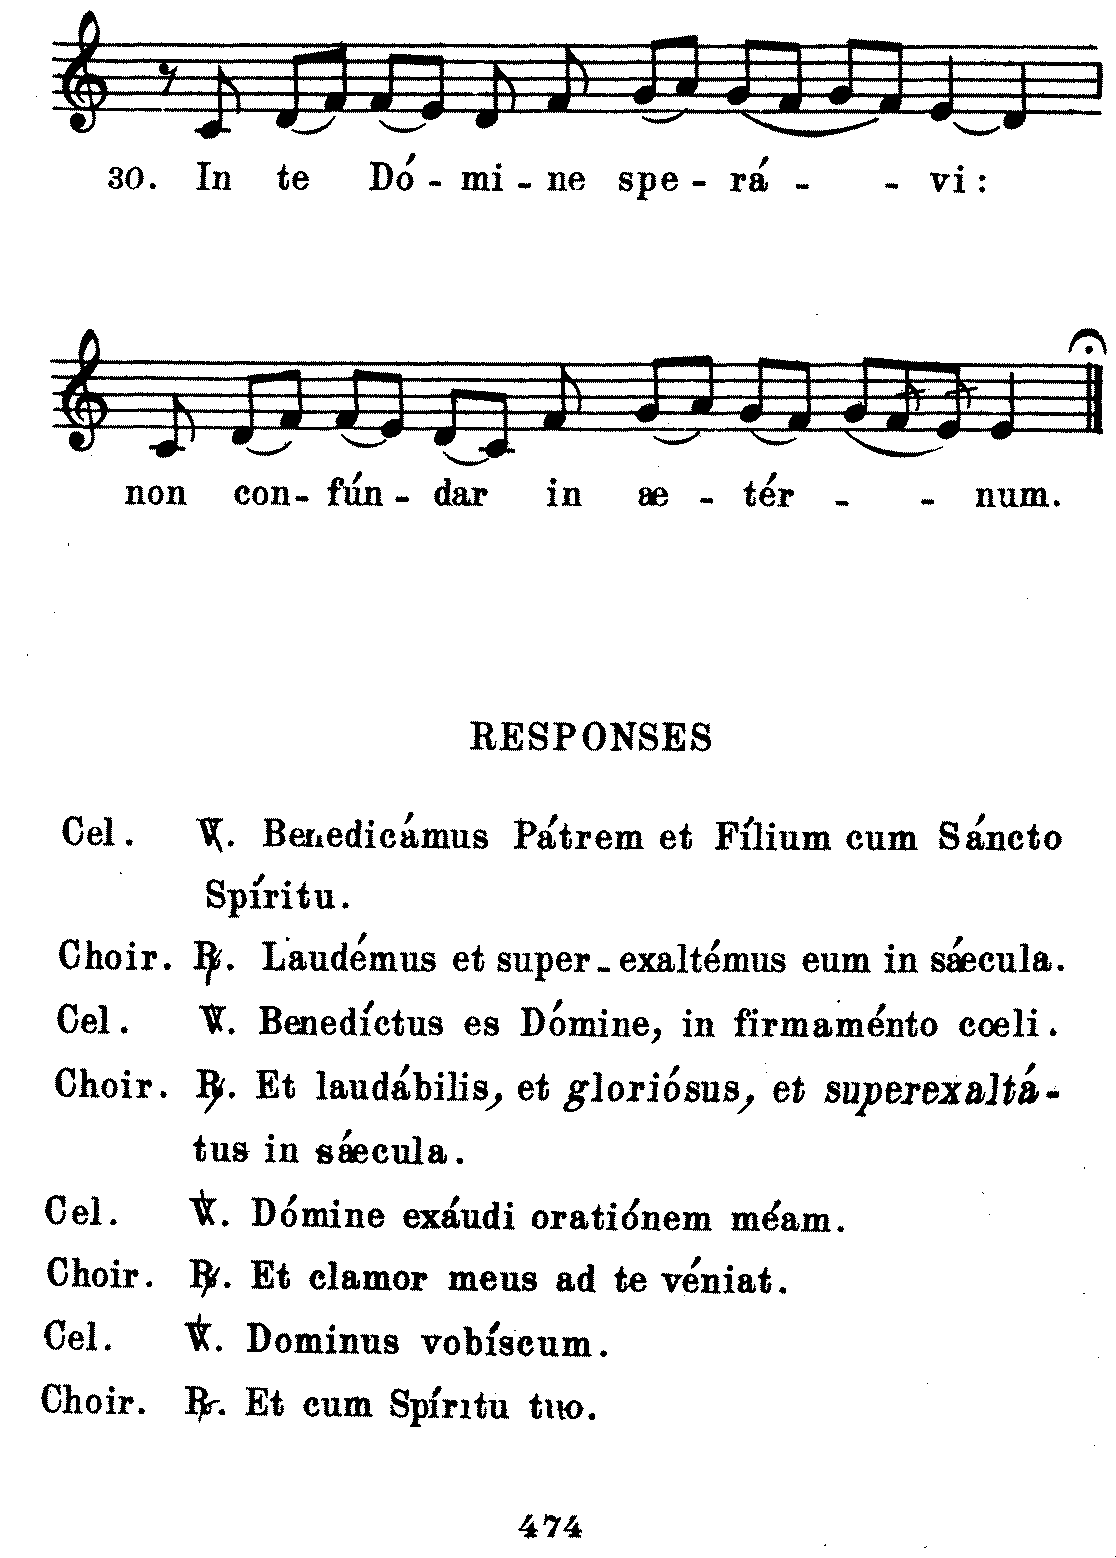 30. In te Dó - mi - ne spe - rá - - vi:
non con - fún - dar in æ - tér - - num.
RESPONSES
Cel. ℣. Benedicámus Pátrem et Fílium cum Sáncto
Spíritu.
Choir. ℟. Laudémus et super-exaltémus eum in sǽcula.
Cel. ℣. Benedíctus es Dómine, in firmaménto cœli.
Choir. ℟. Et laudábilis, et gloriósus, et superexaltá-
tus in sǽcula.
Cel. ℣. Dómine exáudi oratiónem méam.
Choir. ℟. Et clamor meus ad te véniat.
Cel. ℣. Dominus vobíscum.
Choir. ℟. Et cum Spíritu tuo.
474